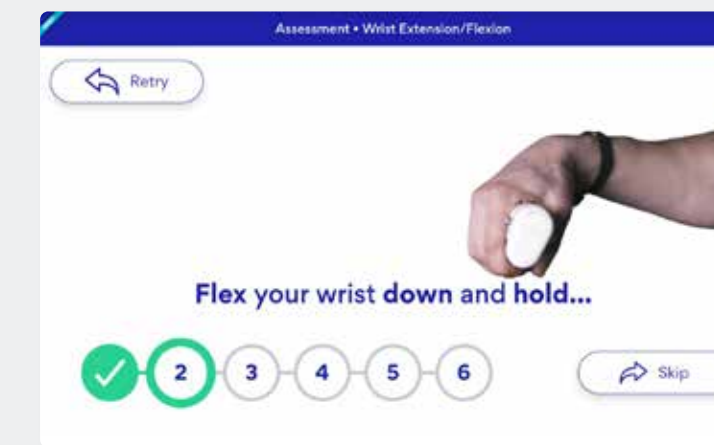 Assessment • Wrist Extension/Flexion
Retry
Flex your wrist down and hold...
2 3 4 5 6
Skip